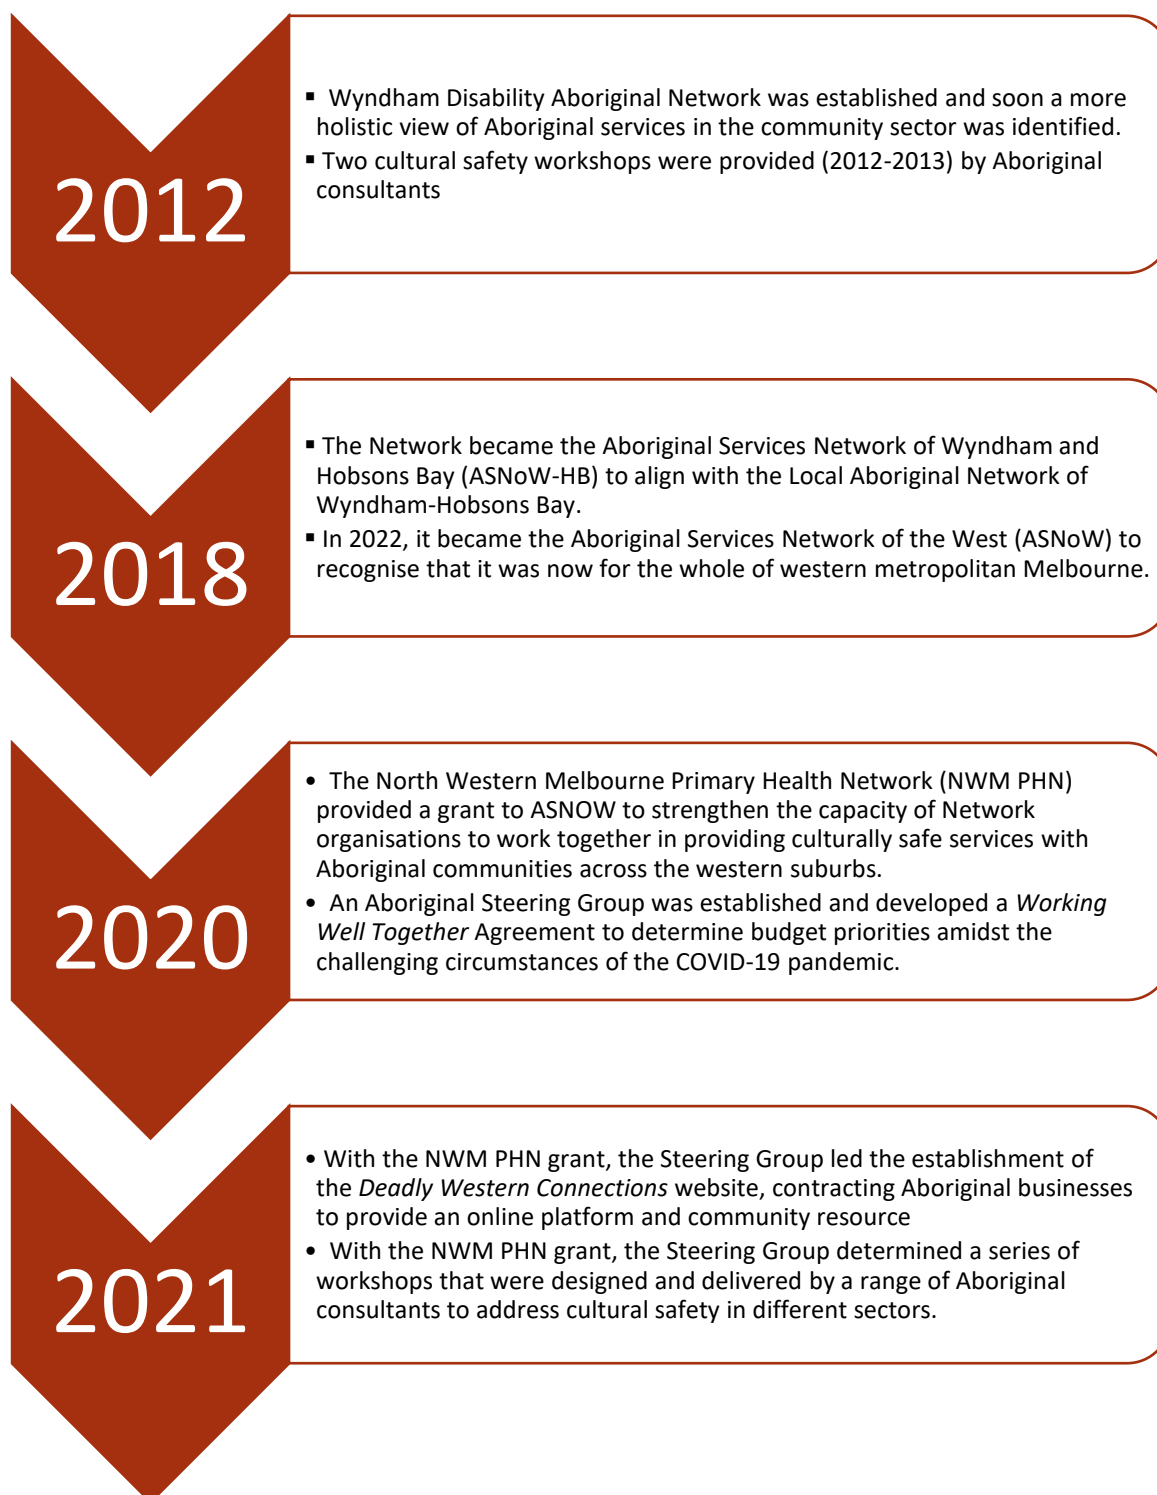 2012
▪ Wyndham Disability Aboriginal Network was established and soon a more
holistic view of Aboriginal services in the community sector was identified.
▪ Two cultural safety workshops were provided (2012-2013) by Aboriginal
consultants
2018
▪ The Network became the Aboriginal Services Network of Wyndham and
Hobsons Bay (ASNoW-HB) to align with the Local Aboriginal Network of
Wyndham-Hobsons Bay.
▪ In 2022, it became the Aboriginal Services Network of the West (ASNoW) to
recognise that it was now for the whole of western metropolitan Melbourne.
2020
• The North Western Melbourne Primary Health Network (NWM PHN)
provided a grant to ASNOW to strengthen the capacity of Network
organisations to work together in providing culturally safe services with
Aboriginal communities across the western suburbs.
• An Aboriginal Steering Group was established and developed a Working
Well Together Agreement to determine budget priorities amidst the
challenging circumstances of the COVID-19 pandemic.
2021
• With the NWM PHN grant, the Steering Group led the establishment of
the Deadly Western Connections website, contracting Aboriginal businesses
to provide an online platform and community resource
• With the NWM PHN grant, the Steering Group determined a series of
workshops that were designed and delivered by a range of Aboriginal
consultants to address cultural safety in different sectors.